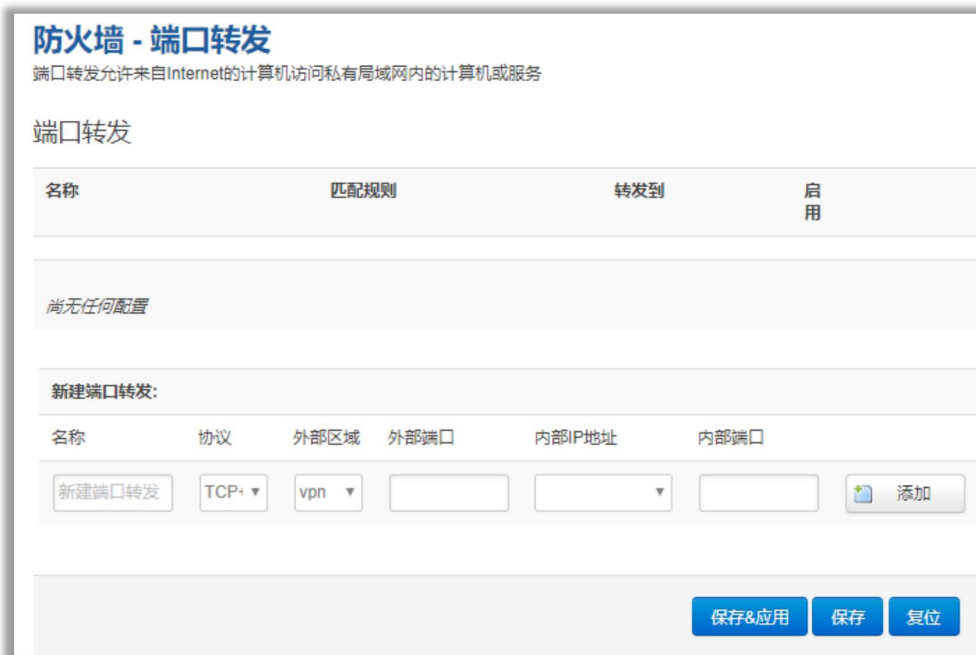 防火墙 - 端口转发
端口转发允许来自Internet的计算机访问私有局域网内的计算机或服务
端口转发
名称 匹配规则 转发到 启用
尚无任何配置
新建端口转发:
名称 协议 外部区域 外部端口 内部IP地址 内部端口
新建端口转发 TCP+ vpn 添加
保存&应用 保存 复位